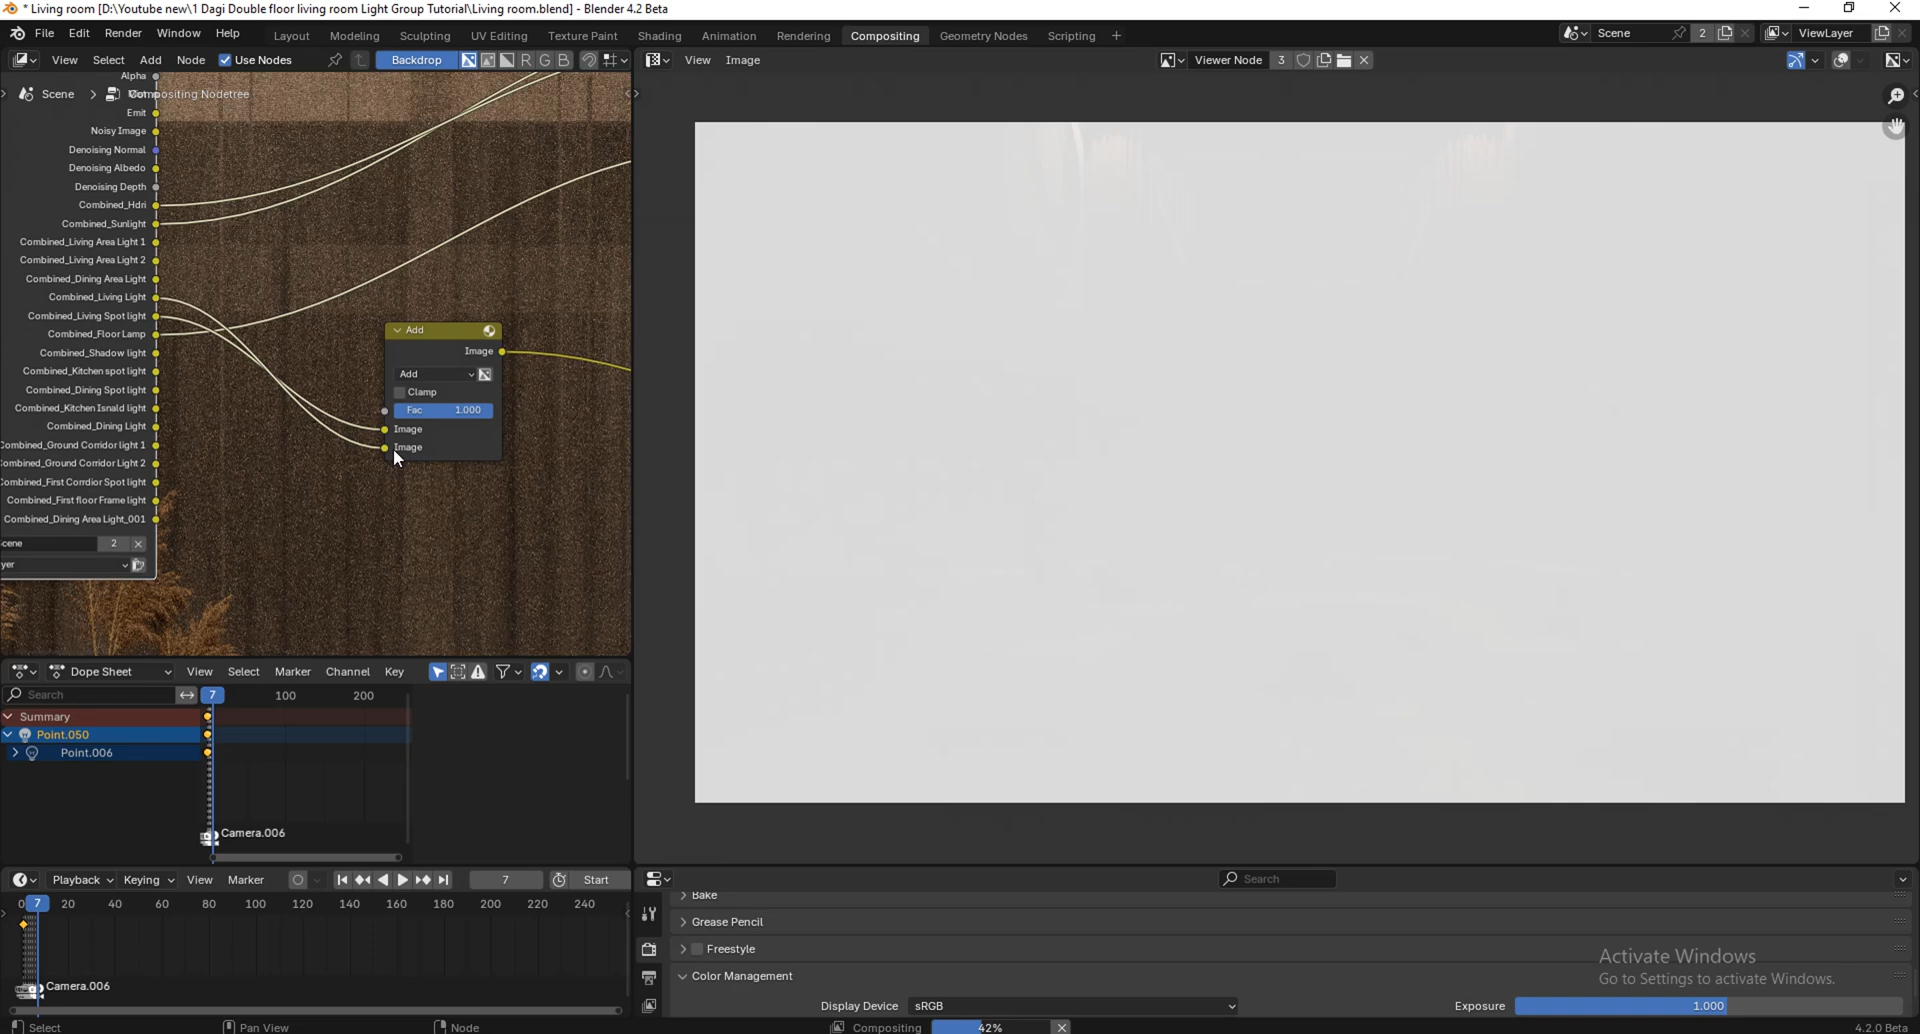 * Living room [D:\Youtube new\1 Dagi Double floor living room Light Group Tutorial\Living room.blend] - Blender 4.2 Beta
File Edit Render Window Help Layout Modeling Sculpting UV Editing Texture Paint Shading Animation Rendering Compositing Geometry Nodes Scripting + Scene 2 ViewLayer
View Select Add Node Use Nodes Backdrop R G B View Image Viewer Node 3
Alpha
Scene > Compositing Nodetree
Emit
Noisy Image
Denoising Normal
Denoising Albedo
Denoising Depth
Combined_Hdri
Combined_Sunlight
Combined_Living Area Light 1
Combined_Living Area Light 2
Combined_Dining Area Light
Combined_Living Light
Combined_Living Spot light
Combined_Floor Lamp
Combined_Shadow light
Combined_Kitchen spot light
Combined_Dining Spot light
Combined_Kitchen Isnald light
Combined_Dining Light
Combined_Ground Corridor light 1
Combined_Ground Corridor Light 2
Combined_First Corrdior Spot light
Combined_First floor Frame light
Combined_Dining Area Light_001
cene 2
yer
Add
Image
Add
Clamp
Fac 1.000
Image
Image
Dope Sheet View Select Marker Channel Key
Search 7 100 200
Summary
Point.050
Point.006
Camera.006
Playback Keying View Marker 7 Start
0 7 20 40 60 80 100 120 140 160 180 200 220 240
Camera.006
Search
Bake
Grease Pencil
Freestyle
Color Management
Display Device sRGB Exposure 1.000
Activate Windows
Go to Settings to activate Windows.
Select Pan View Node Compositing 42% 4.2.0 Beta